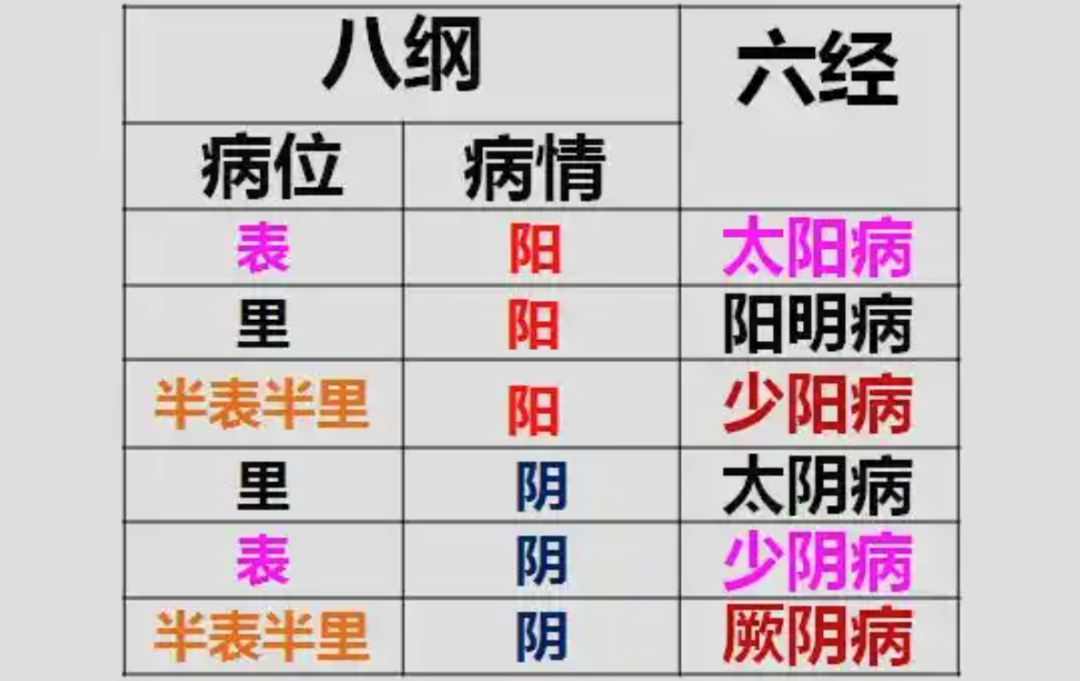 八纲 六经
病位 病情
表 阳 太阳病
里 阳 阳明病
半表半里 阳 少阳病
里 阴 太阴病
表 阴 少阴病
半表半里 阴 厥阴病